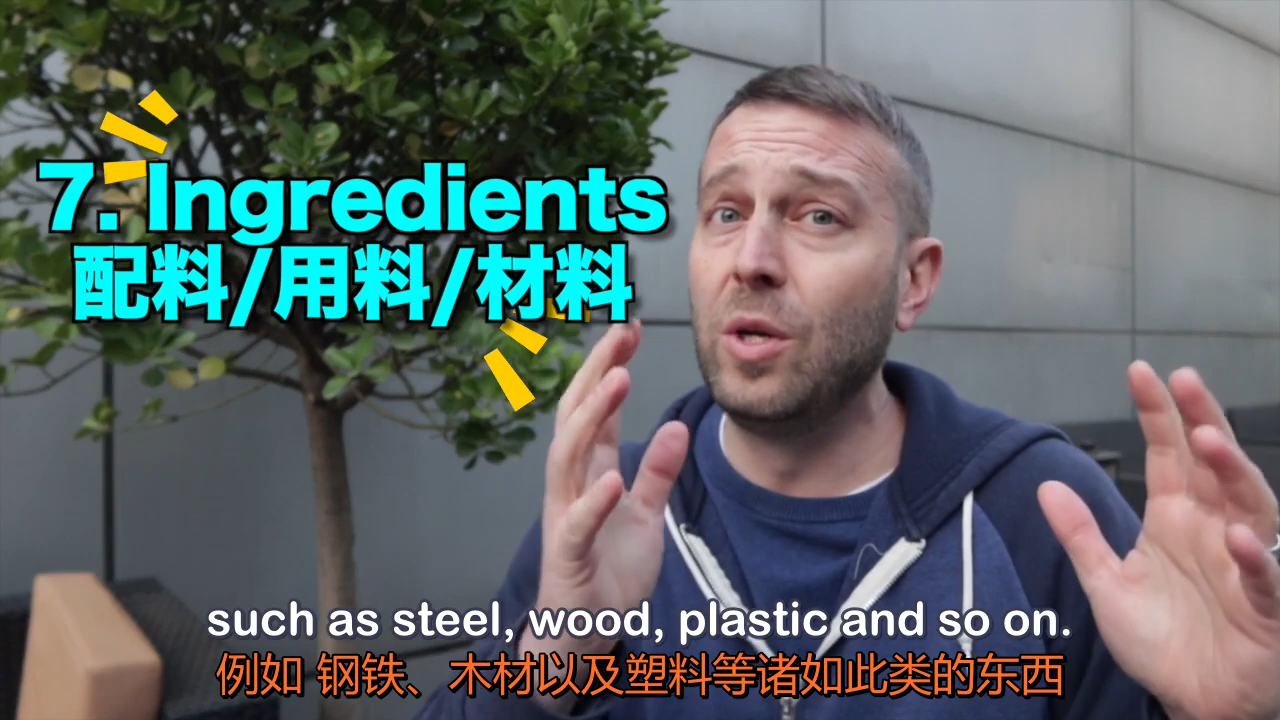 7. Ingredients
配料/用料/材料
such as steel, wood, plastic and so on.
例如 钢铁、木材以及塑料等诸如此类的东西